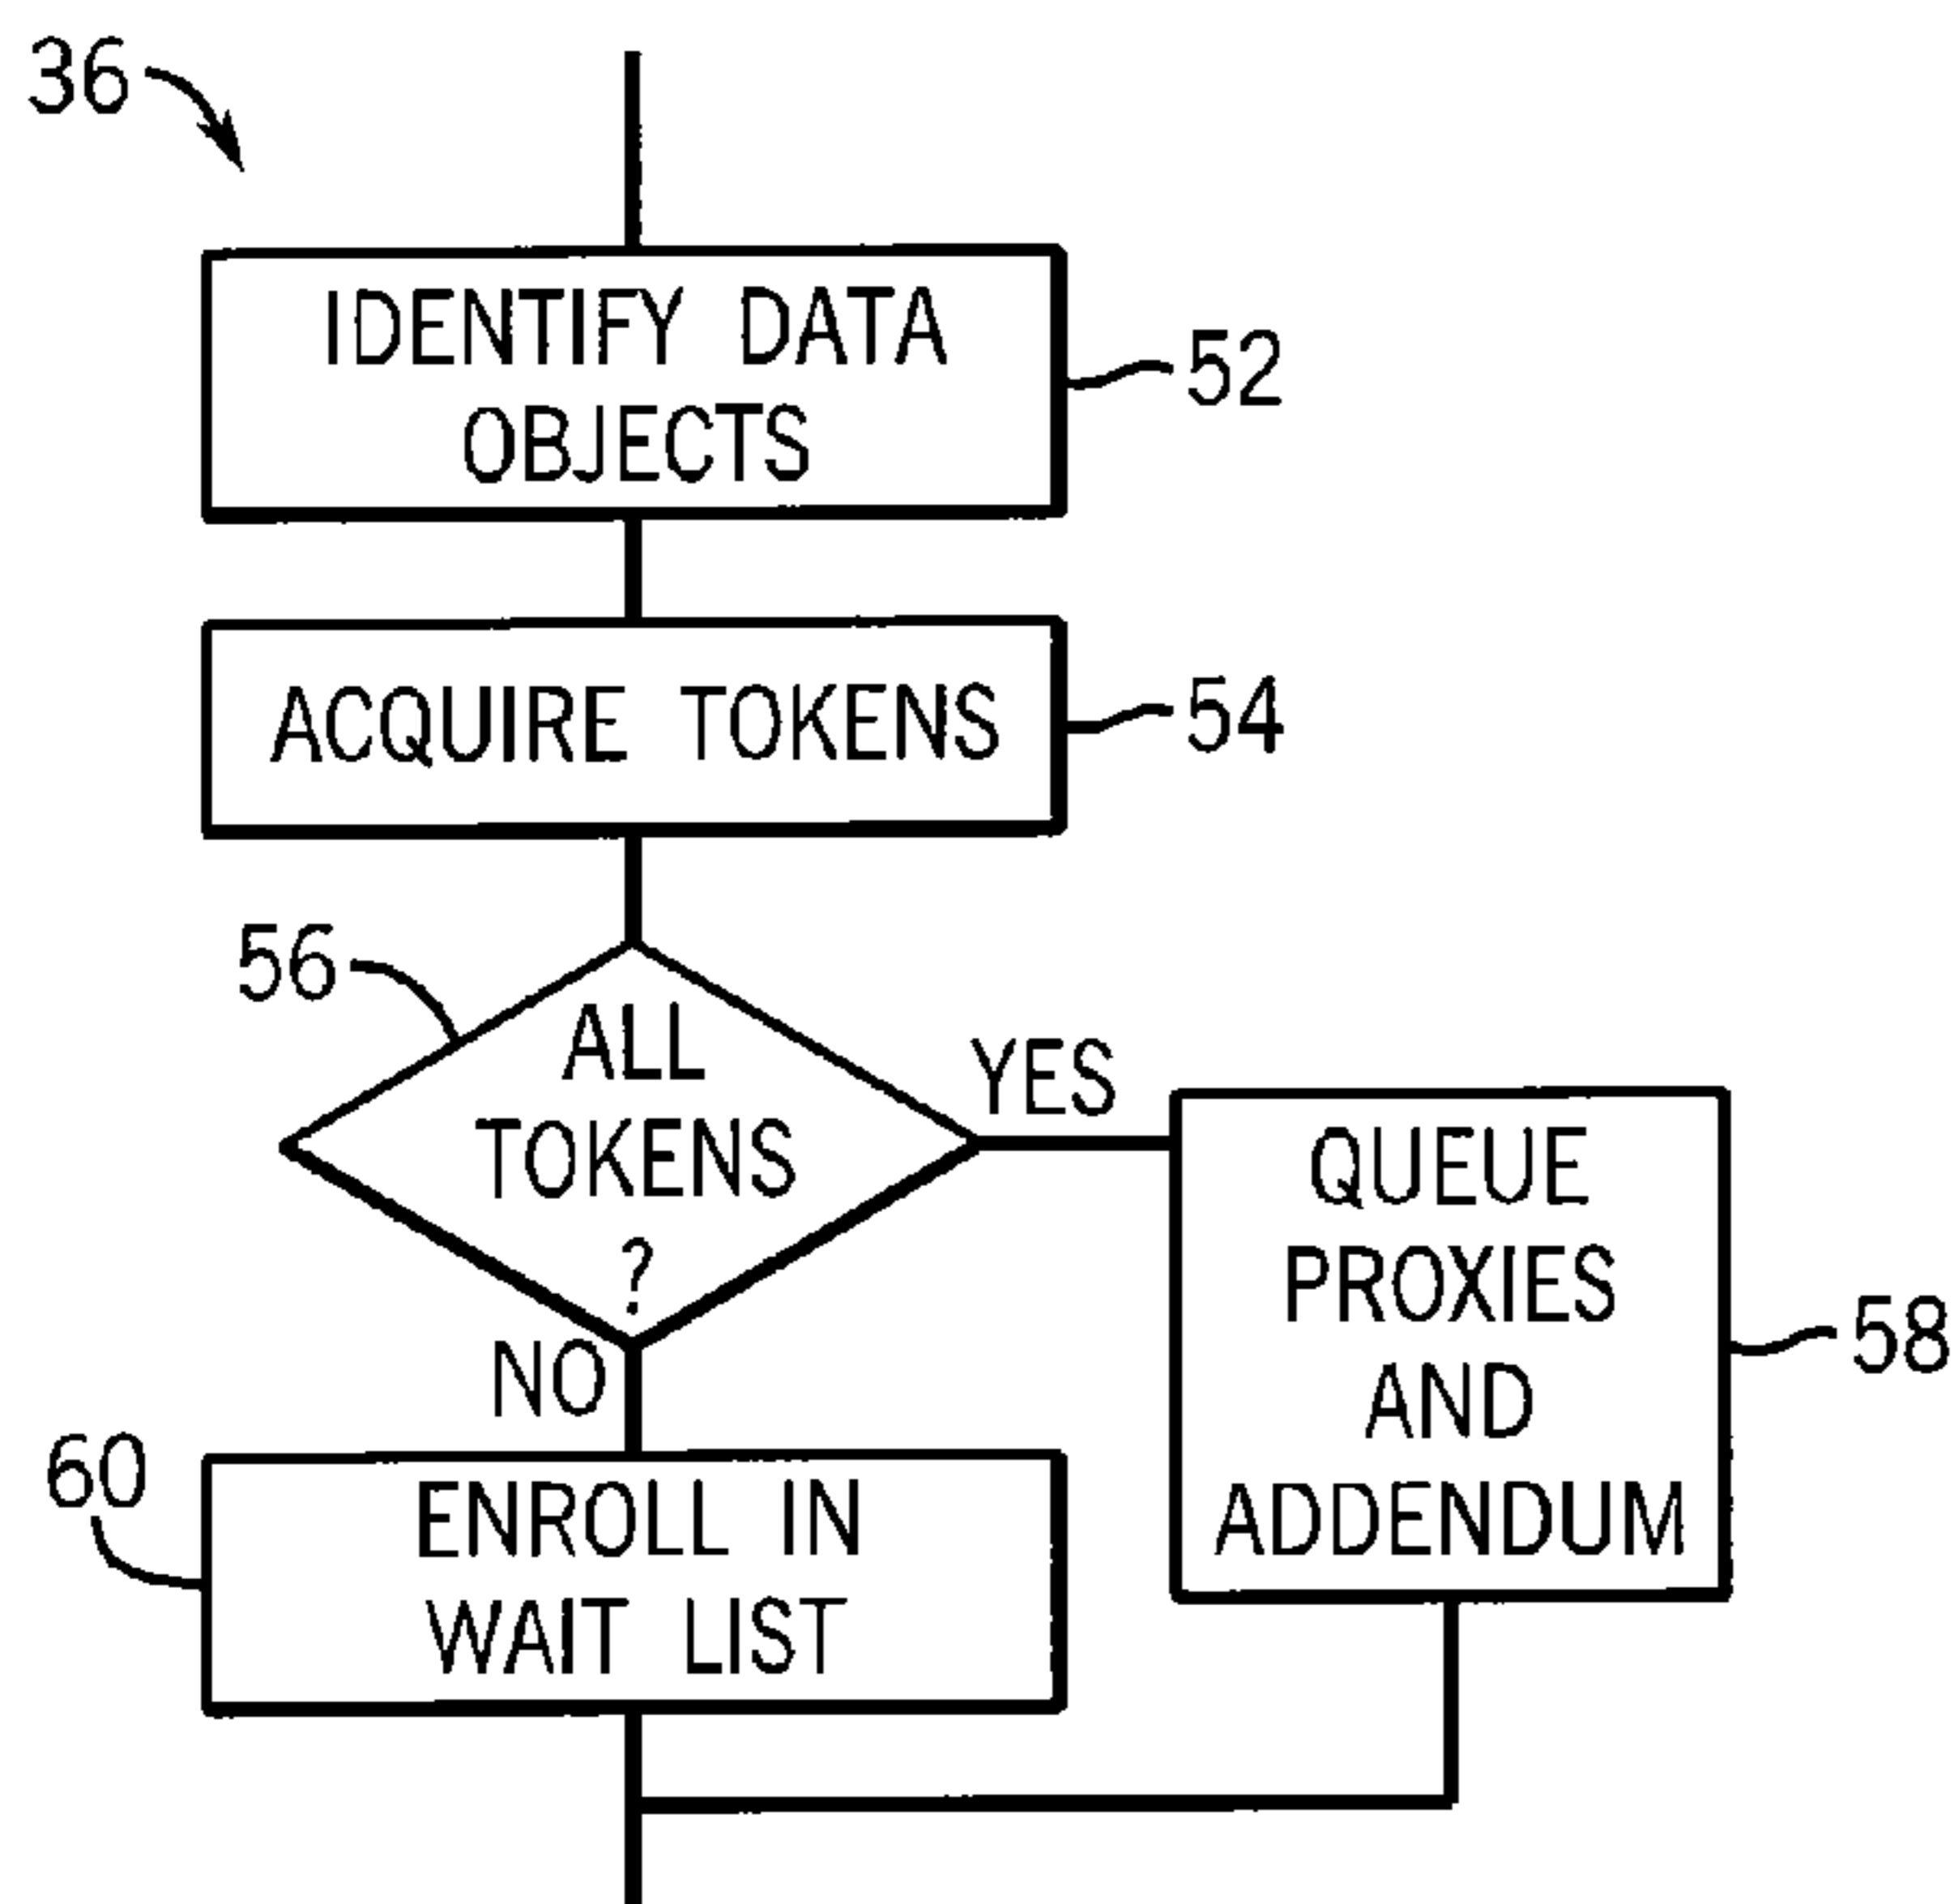 36
IDENTIFY DATA
OBJECTS
52
ACQUIRE TOKENS
54
56
ALL
TOKENS
?
YES
NO
QUEUE
PROXIES
AND
ADDENDUM
58
60
ENROLL IN
WAIT LIST